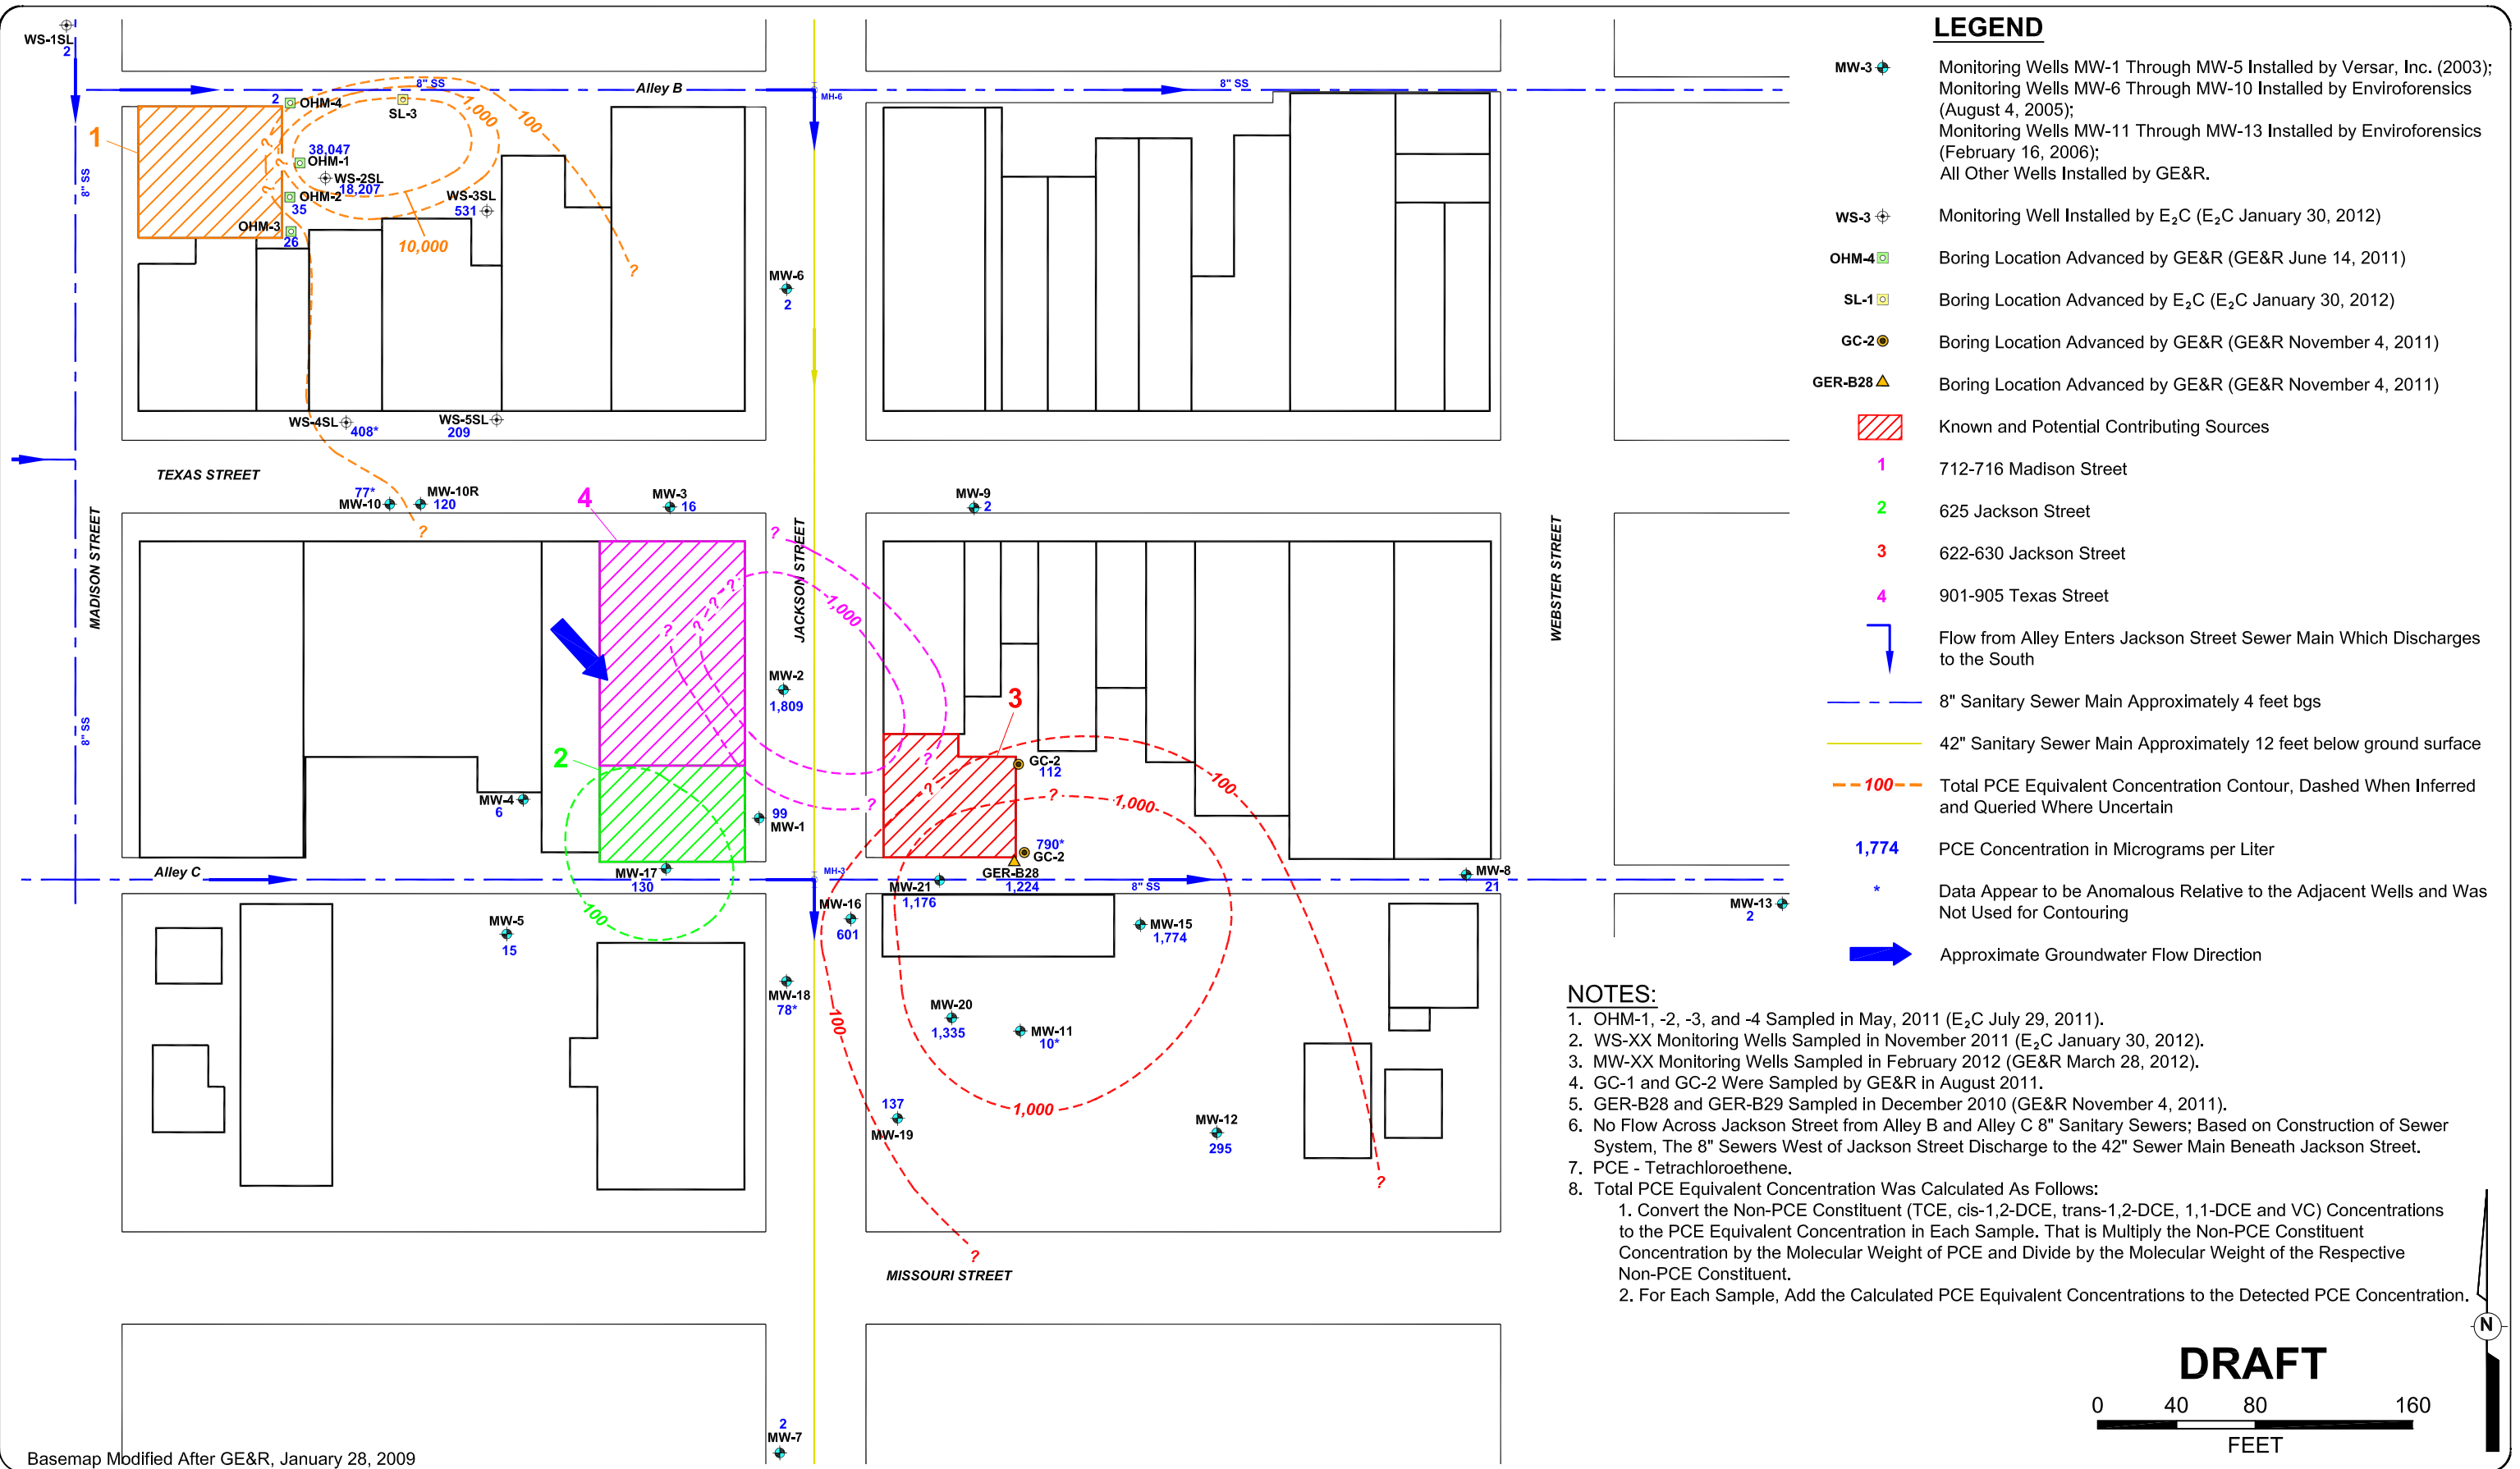 WS-1SL
2
8" SS
Alley B
8" SS
MH-6
2
OHM-4
SL-3
1,000
100
1
38,047
OHM-1
WS-2SL
18,207
OHM-2
35
WS-3SL
531
OHM-3
26
10,000
?
?
?
?
8" SS
MW-6
2
WS-4SL
408*
WS-5SL
209
TEXAS STREET
77*
MW-10
MW-10R
120
?
4
MW-3
16
MW-9
2
MADISON STREET
JACKSON STREET
WEBSTER STREET
?
?
?
?
?
?
1,000
MW-2
1,809
3
8" SS
2
?
?
GC-2
112
?
?
1,000
100
MW-4
6
99
MW-1
790*
GC-2
GER-B28
1,224
Alley C
MW-17
130
MH-3
MW-21
1,176
8" SS
MW-8
21
100
MW-5
15
MW-16
601
MW-15
1,774
MW-13
2
MW-18
78*
100
MW-20
1,335
MW-11
10*
1,000
137
MW-19
MW-12
295
?
?
MISSOURI STREET
2
MW-7
Basemap Modified After GE&R, January 28, 2009
LEGEND
MW-3
Monitoring Wells MW-1 Through MW-5 Installed by Versar, Inc. (2003);
Monitoring Wells MW-6 Through MW-10 Installed by Enviroforensics
(August 4, 2005);
Monitoring Wells MW-11 Through MW-13 Installed by Enviroforensics
(February 16, 2006);
All Other Wells Installed by GE&R.
WS-3
Monitoring Well Installed by E₂C (E₂C January 30, 2012)
OHM-4
Boring Location Advanced by GE&R (GE&R June 14, 2011)
SL-1
Boring Location Advanced by E₂C (E₂C January 30, 2012)
GC-2
Boring Location Advanced by GE&R (GE&R November 4, 2011)
GER-B28
Boring Location Advanced by GE&R (GE&R November 4, 2011)
Known and Potential Contributing Sources
1
712-716 Madison Street
2
625 Jackson Street
3
622-630 Jackson Street
4
901-905 Texas Street
Flow from Alley Enters Jackson Street Sewer Main Which Discharges
to the South
8" Sanitary Sewer Main Approximately 4 feet bgs
42" Sanitary Sewer Main Approximately 12 feet below ground surface
100
Total PCE Equivalent Concentration Contour, Dashed When Inferred
and Queried Where Uncertain
1,774
PCE Concentration in Micrograms per Liter
*
Data Appear to be Anomalous Relative to the Adjacent Wells and Was
Not Used for Contouring
Approximate Groundwater Flow Direction
NOTES:
1. OHM-1, -2, -3, and -4 Sampled in May, 2011 (E₂C July 29, 2011).
2. WS-XX Monitoring Wells Sampled in November 2011 (E₂C January 30, 2012).
3. MW-XX Monitoring Wells Sampled in February 2012 (GE&R March 28, 2012).
4. GC-1 and GC-2 Were Sampled by GE&R in August 2011.
5. GER-B28 and GER-B29 Sampled in December 2010 (GE&R November 4, 2011).
6. No Flow Across Jackson Street from Alley B and Alley C 8" Sanitary Sewers; Based on Construction of Sewer
System, The 8" Sewers West of Jackson Street Discharge to the 42" Sewer Main Beneath Jackson Street.
7. PCE - Tetrachloroethene.
8. Total PCE Equivalent Concentration Was Calculated As Follows:
1. Convert the Non-PCE Constituent (TCE, cis-1,2-DCE, trans-1,2-DCE, 1,1-DCE and VC) Concentrations
to the PCE Equivalent Concentration in Each Sample. That is Multiply the Non-PCE Constituent
Concentration by the Molecular Weight of PCE and Divide by the Molecular Weight of the Respective
Non-PCE Constituent.
2. For Each Sample, Add the Calculated PCE Equivalent Concentrations to the Detected PCE Concentration.
N
DRAFT
0 40 80 160
FEET